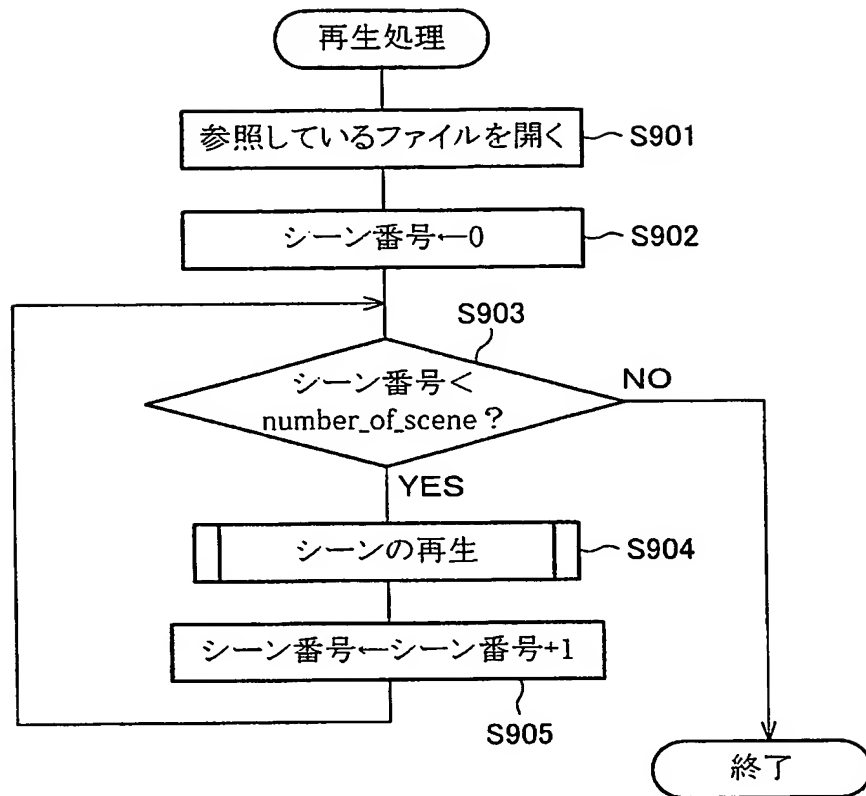 再生処理
参照しているファイルを開く
S901
シーン番号←0
S902
S903
シーン番号<
number_of_scene?
NO
YES
シーンの再生
S904
シーン番号←シーン番号+1
S905
終了